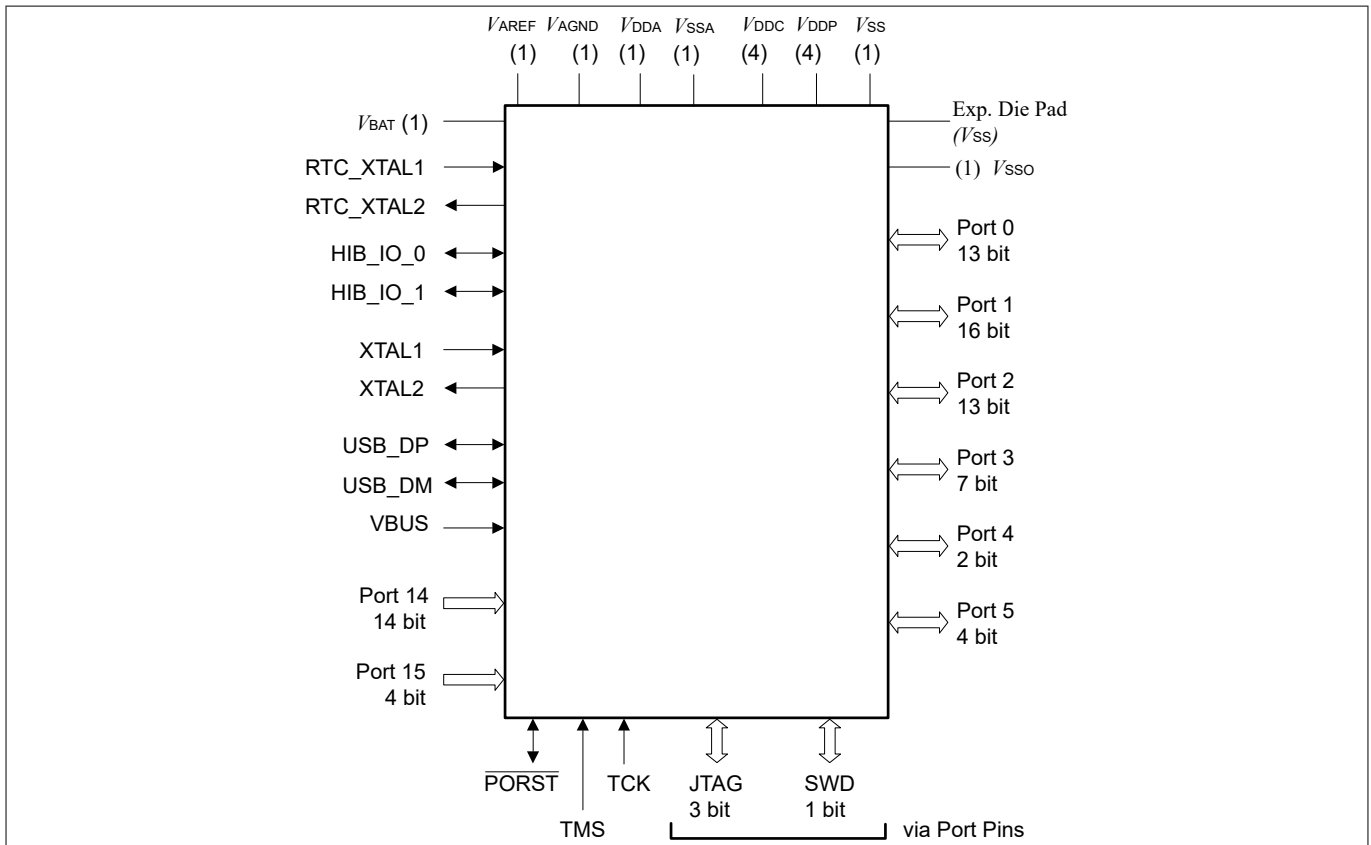 VAREF VAGND VDDA VSSA VDDC VDDP VSS
(1) (1) (1) (1) (4) (4) (1)
VBAT (1)
RTC_XTAL1
RTC_XTAL2
HIB_IO_0
HIB_IO_1
XTAL1
XTAL2
USB_DP
USB_DM
VBUS
Port 14
14 bit
Port 15
4 bit
Exp. Die Pad
(VSS)
(1) VSSO
Port 0
13 bit
Port 1
16 bit
Port 2
13 bit
Port 3
7 bit
Port 4
2 bit
Port 5
4 bit
PORST
TMS
TCK
JTAG
3 bit
SWD
1 bit
via Port Pins